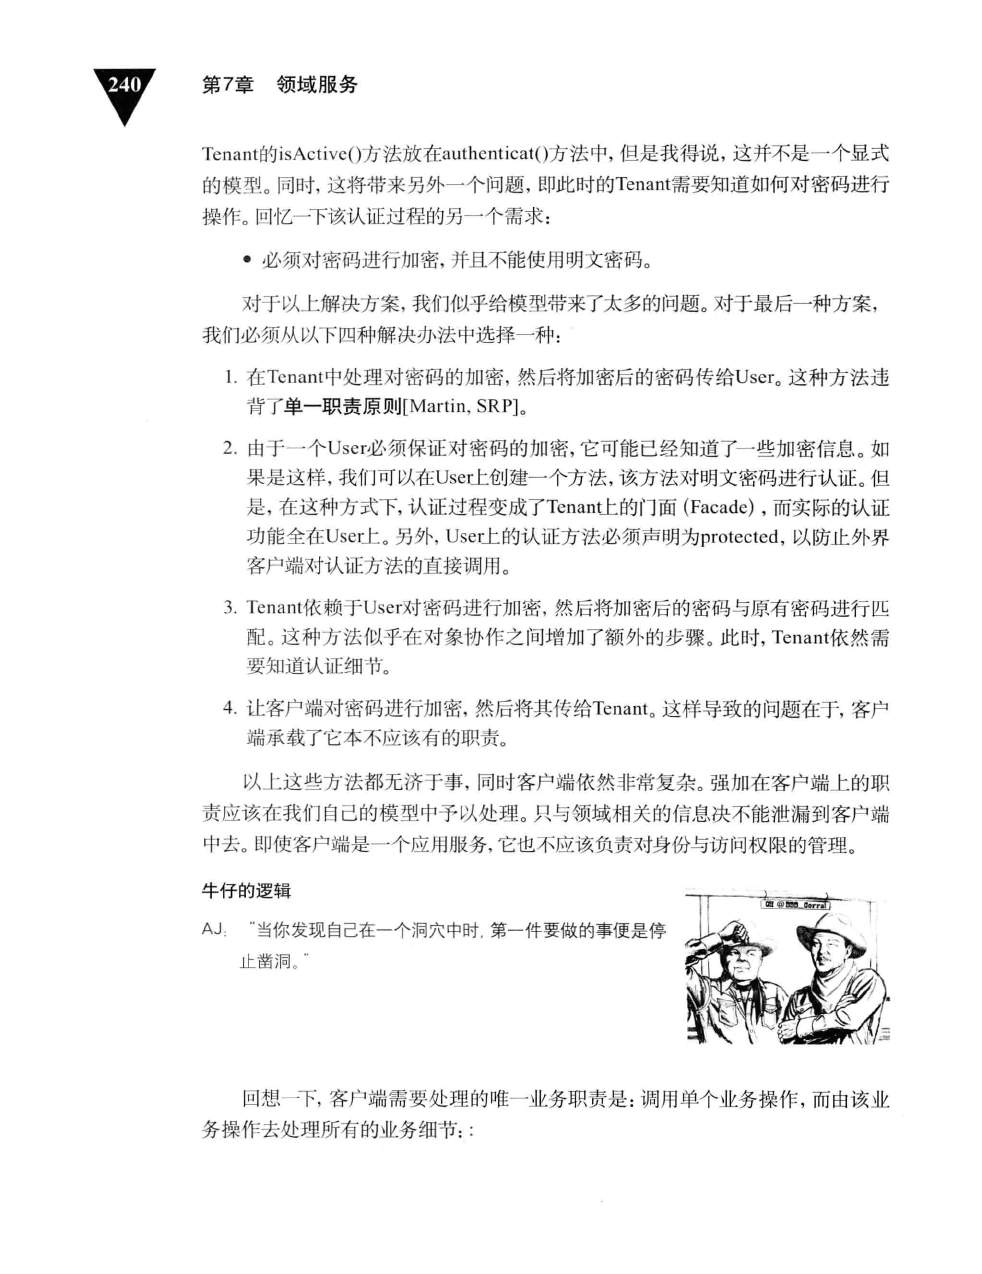 240
第7章 领域服务
Tenant的isActive()方法放在authenticat()方法中, 但是我得说, 这并不是一个显式
的模型。同时, 这将带来另外一个问题, 即此时的Tenant需要知道如何对密码进行
操作。回忆一下该认证过程的另一个需求:
• 必须对密码进行加密, 并且不能使用明文密码。
对于以上解决方案, 我们似乎给模型带来了太多的问题。对于最后一种方案,
我们必须从以下四种解决办法中选择一种:
1. 在Tenant中处理对密码的加密, 然后将加密后的密码传给User。这种方法违
背了单一职责原则[Martin, SRP]。
2. 由于一个User必须保证对密码的加密, 它可能已经知道了一些加密信息。如
果是这样, 我们可以在User上创建一个方法, 该方法对明文密码进行认证。但
是, 在这种方式下, 认证过程变成了Tenant上的门面 (Facade) , 而实际的认证
功能全在User上。另外, User上的认证方法必须声明为protected, 以防止外界
客户端对认证方法的直接调用。
3. Tenant依赖于User对密码进行加密, 然后将加密后的密码与原有密码进行匹
配。这种方法似乎在对象协作之间增加了额外的步骤。此时, Tenant依然需
要知道认证细节。
4. 让客户端对密码进行加密, 然后将其传给Tenant。这样导致的问题在于, 客户
端承载了它本不应该有的职责。
以上这些方法都无济于事, 同时客户端依然非常复杂。强加在客户端上的职
责应该在我们自己的模型中予以处理。只与领域相关的信息决不能泄漏到客户端
中去。即使客户端是一个应用服务, 它也不应该负责对身份与访问权限的管理。
牛仔的逻辑
AJ: “当你发现自己在一个洞穴中时, 第一件要做的事便是停
止凿洞。”
Corral
回想一下, 客户端需要处理的唯一业务职责是: 调用单个业务操作, 而由该业
务操作去处理所有的业务细节: :